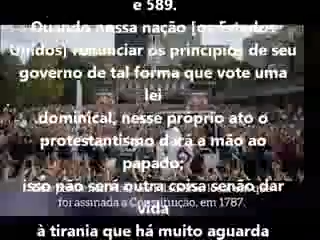 e 589.
Quando nossa nação [os Estados
Unidos] renunciar os princípios de seu
governo de tal forma que vote uma
lei
dominical, nesse próprio ato o
protestantismo dará a mão ao
papado;
isso não será outra coisa senão dar
foi assinada a Constituição, em 1787.
vida
à tirania que há muito aguarda